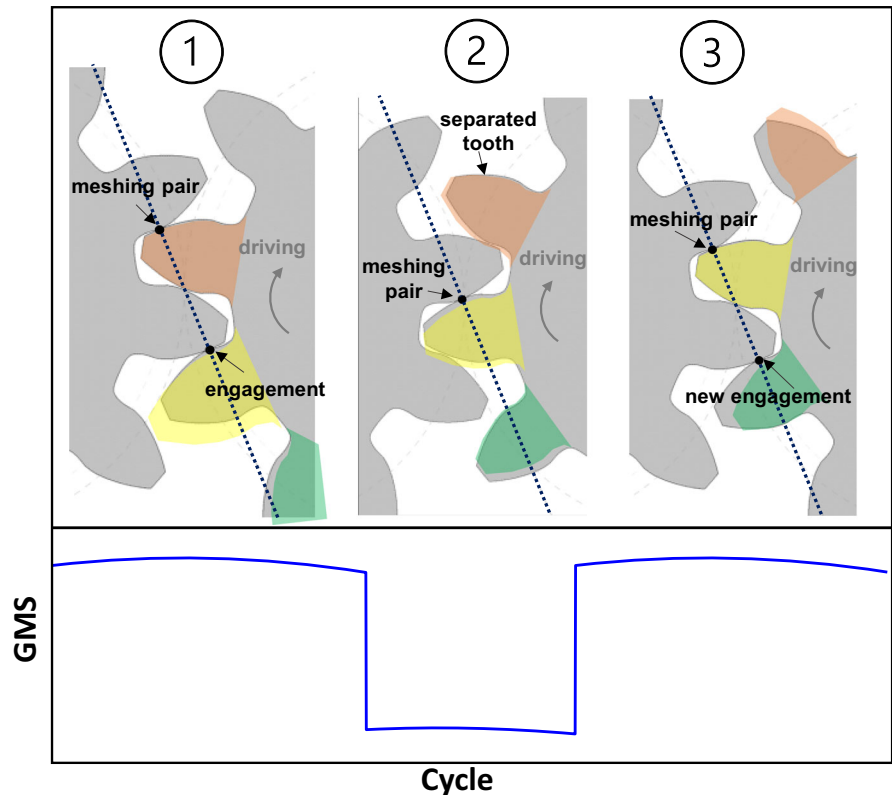 1
2
3
separated
tooth
meshing pair
driving
engagement
meshing
pair
driving
meshing pair
driving
new engagement
GMS
Cycle